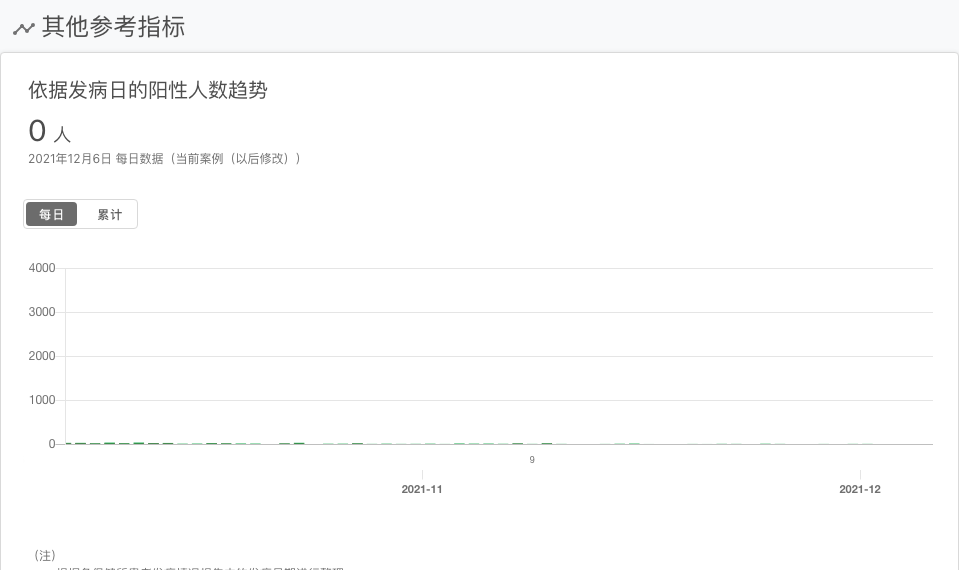 其他参考指标
依据发病日的阳性人数趋势
0 人
2021年12月6日 每日数据（当前案例（以后修改））
每日 累计
4000
3000
2000
1000
0
9
2021-11 2021-12
（注）